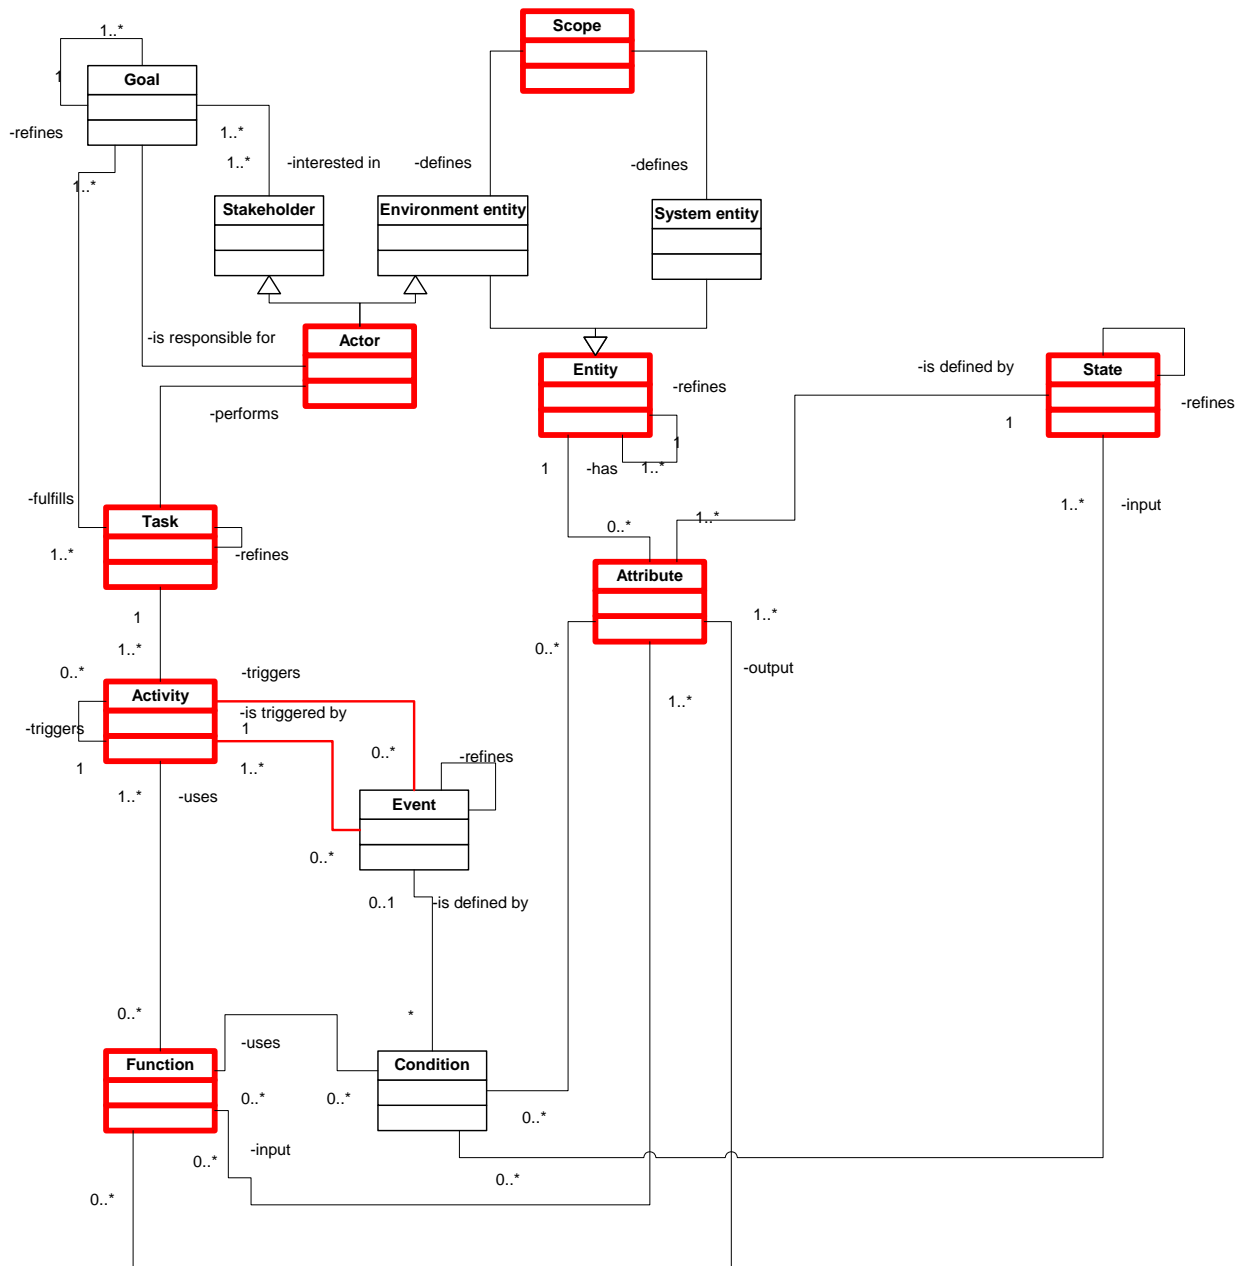 1..*
Scope
Goal
1
-refines
1..*
1..*
1..*
-interested in
-defines
-defines
Stakeholder
Environment entity
System entity
-is responsible for
Actor
Entity
-refines
-is defined by
State
-refines
-performs
1
1
1
-has
1..*
-fulfills
1..*
-input
Task
1..*
0..*
1..*
-refines
Attribute
1
1..*
1..*
0..*
0..*
-triggers
-output
Activity
1..*
-is triggered by
-triggers
1
0..*
-refines
1
1..*
1..*
-uses
Event
0..*
0..1
-is defined by
0..*
*
-uses
Function
Condition
0..*
0..*
0..*
-input
0..*
0..*
0..*